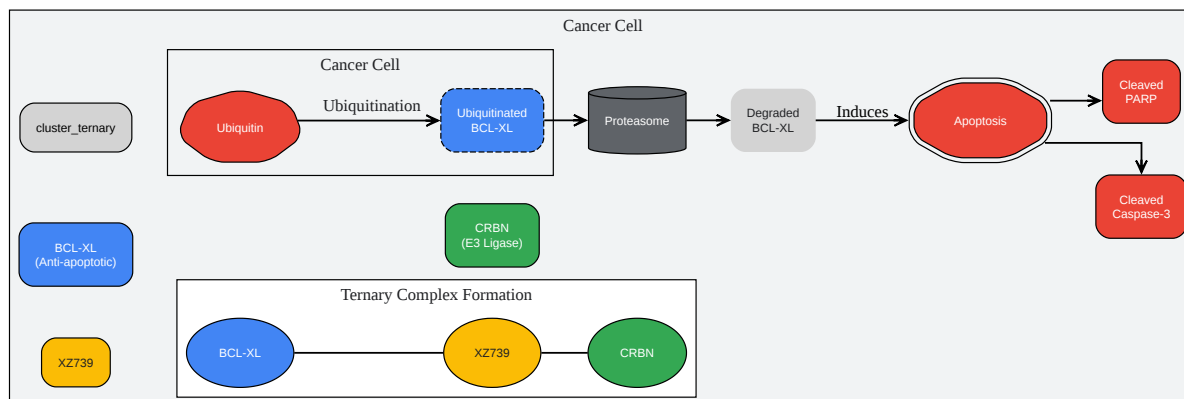 Cancer Cell
Cancer Cell
cluster_ternary
Ubiquitin
Ubiquitination
Ubiquitinated
BCL-XL
Proteasome
Degraded
BCL-XL
Induces
Apoptosis
Cleaved
PARP
Cleaved
Caspase-3
BCL-XL
(Anti-apoptotic)
CRBN
(E3 Ligase)
Ternary Complex Formation
XZ739
BCL-XL
XZ739
CRBN